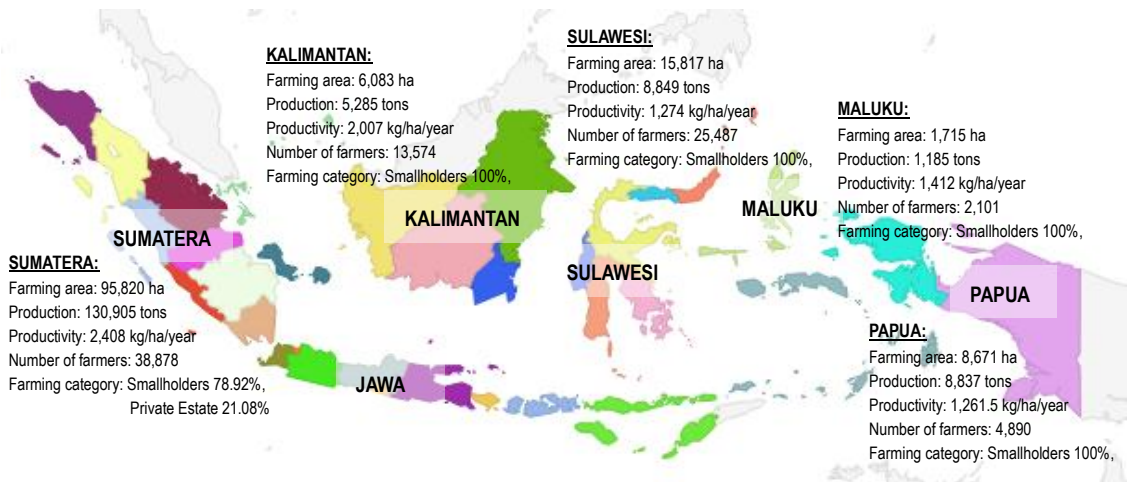 KALIMANTAN:
Farming area: 6,083 ha
Production: 5,285 tons
Productivity: 2,007 kg/ha/year
Number of farmers: 13,574
Farming category: Smallholders 100%,
SULAWESI:
Farming area: 15,817 ha
Production: 8,849 tons
Productivity: 1,274 kg/ha/year
Number of farmers: 25,487
Farming category: Smallholders 100%,
MALUKU:
Farming area: 1,715 ha
Production: 1,185 tons
Productivity: 1,412 kg/ha/year
Number of farmers: 2,101
Farming category: Smallholders 100%,
KALIMANTAN
MALUKU
SUMATERA
SULAWESI
PAPUA
SUMATERA:
Farming area: 95,820 ha
Production: 130,905 tons
Productivity: 2,408 kg/ha/year
Number of farmers: 38,878
Farming category: Smallholders 78.92%,
Private Estate 21.08%
JAWA
PAPUA:
Farming area: 8,671 ha
Production: 8,837 tons
Productivity: 1,261.5 kg/ha/year
Number of farmers: 4,890
Farming category: Smallholders 100%,